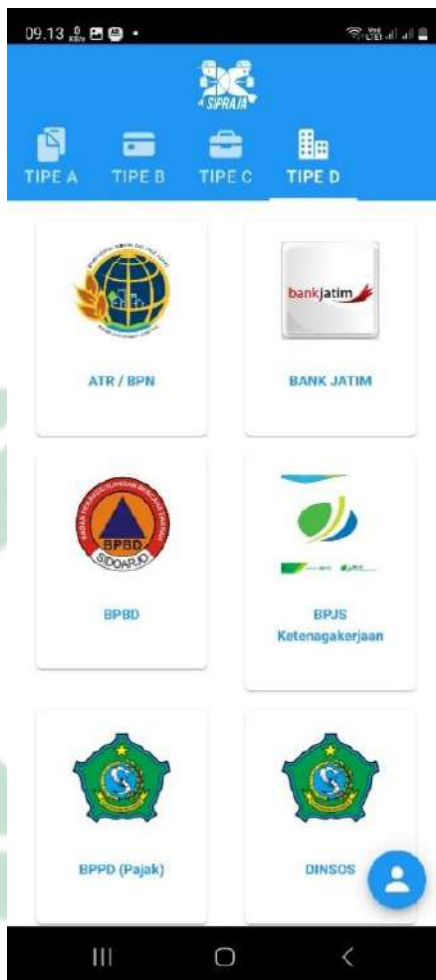 09.13
SIPRAJA
TIPE A
TIPE B
TIPE C
TIPE D
bankjatim
ATR / BPN
BANK JATIM
BPBD
SIDOARJO
BPBD
BPJS
Ketenagakerjaan
BPPD (Pajak)
DINSOS